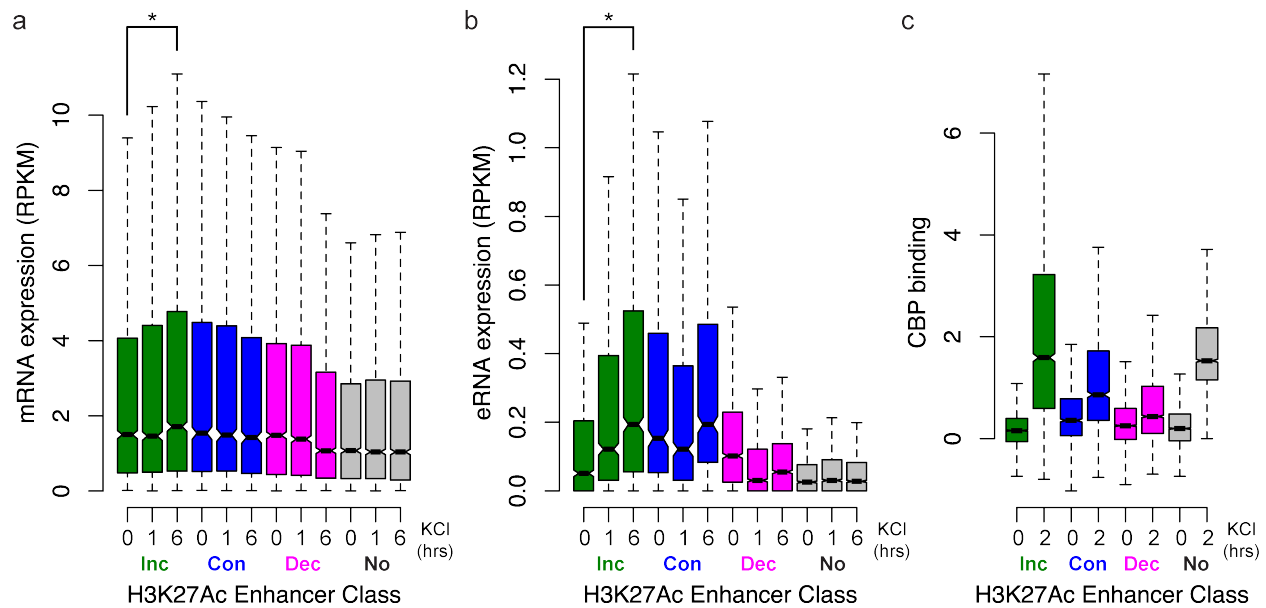 a
*
mRNA expression (RPKM)
10
8
6
4
2
0
0 1 6 0 1 6 0 1 6 0 1 6 KCl
(hrs)
Inc Con Dec No
H3K27Ac Enhancer Class
b
*
eRNA expression (RPKM)
1.2
1.0
0.8
0.6
0.4
0.2
0.0
0 1 6 0 1 6 0 1 6 0 1 6 KCl
(hrs)
Inc Con Dec No
H3K27Ac Enhancer Class
c
CBP binding
6
4
2
0
0 2 0 2 0 2 0 2 KCl
(hrs)
Inc Con Dec No
H3K27Ac Enhancer Class